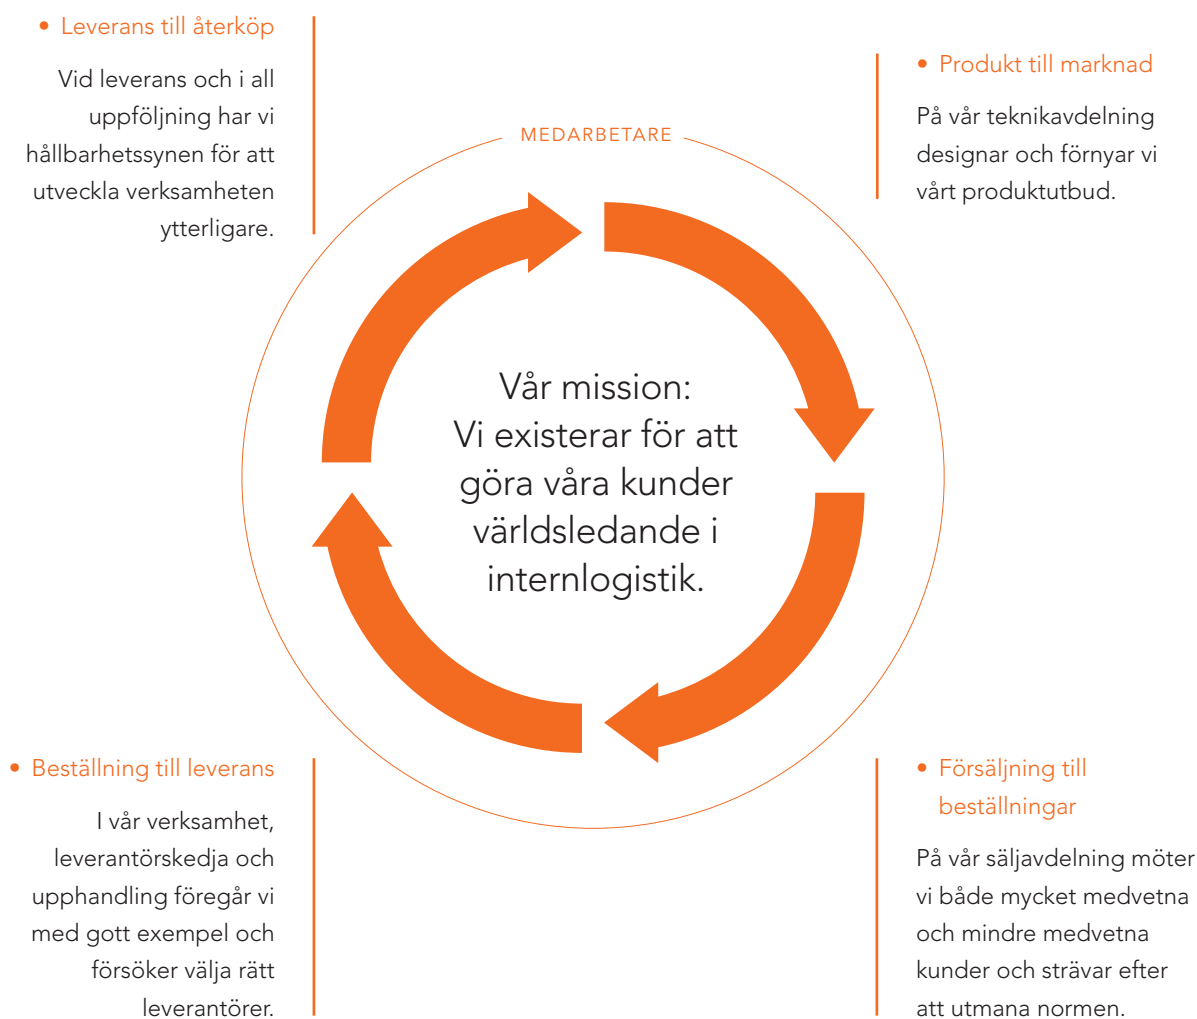 • Leverans till återköp
Vid leverans och i all
uppföljning har vi
hållbarhetssynen för att
utveckla verksamheten
ytterligare.
• Produkt till marknad
På vår teknikavdelning
designar och förnyar vi
vårt produktutbud.
MEDARBETARE
Vår mission:
Vi existerar för att
göra våra kunder
världsledande i
internlogistik.
• Beställning till leverans
I vår verksamhet,
leverantörskedja och
upphandling föregår vi
med gott exempel och
försöker välja rätt
leverantörer.
• Försäljning till
beställningar
På vår säljavdelning möter
vi både mycket medvetna
och mindre medvetna
kunder och strävar efter
att utmana normen.